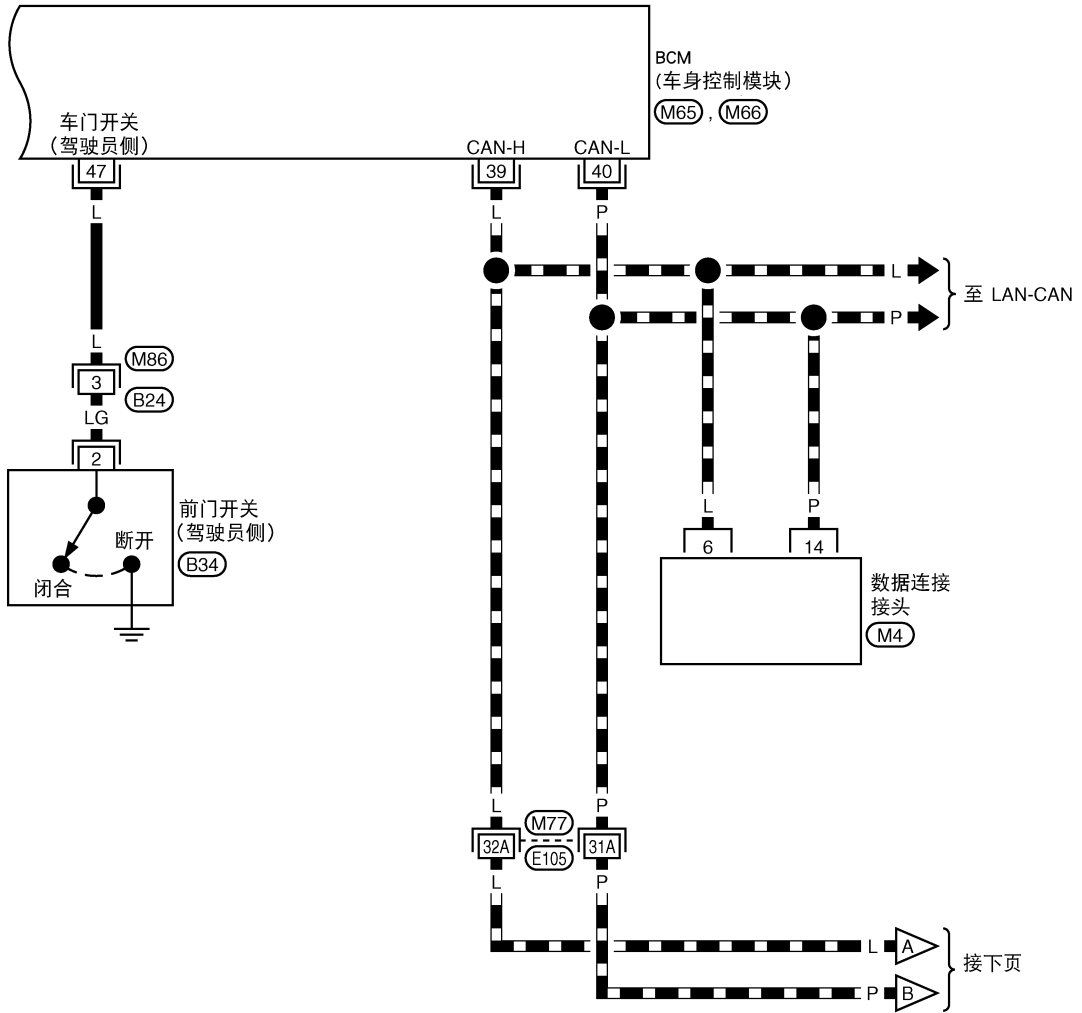 BCM
(车身控制模块)
M65 , M66
车门开关
(驾驶员侧)
CAN-H
CAN-L
47
39
40
L
L
P
L
至 LAN-CAN
P
L
M86
3
B24
LG
2
前门开关
(驾驶员侧)
断开
B34
闭合
L
P
6
14
数据连接
接头
M4
L
P
M77
32A
31A
E105
L
P
L
A
接下页
P
B